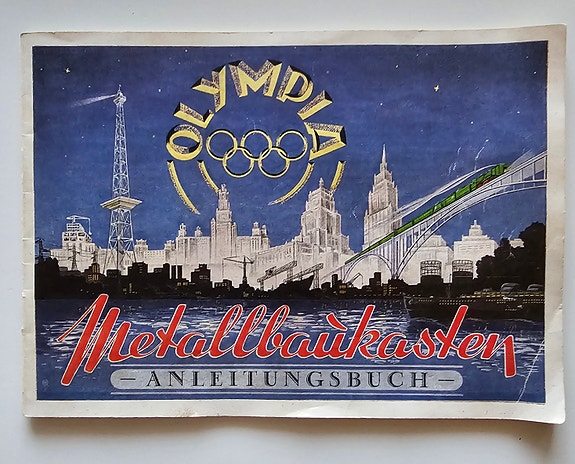 OLYMPIA
Metallbaukasten
— ANLEITUNGSBUCH —